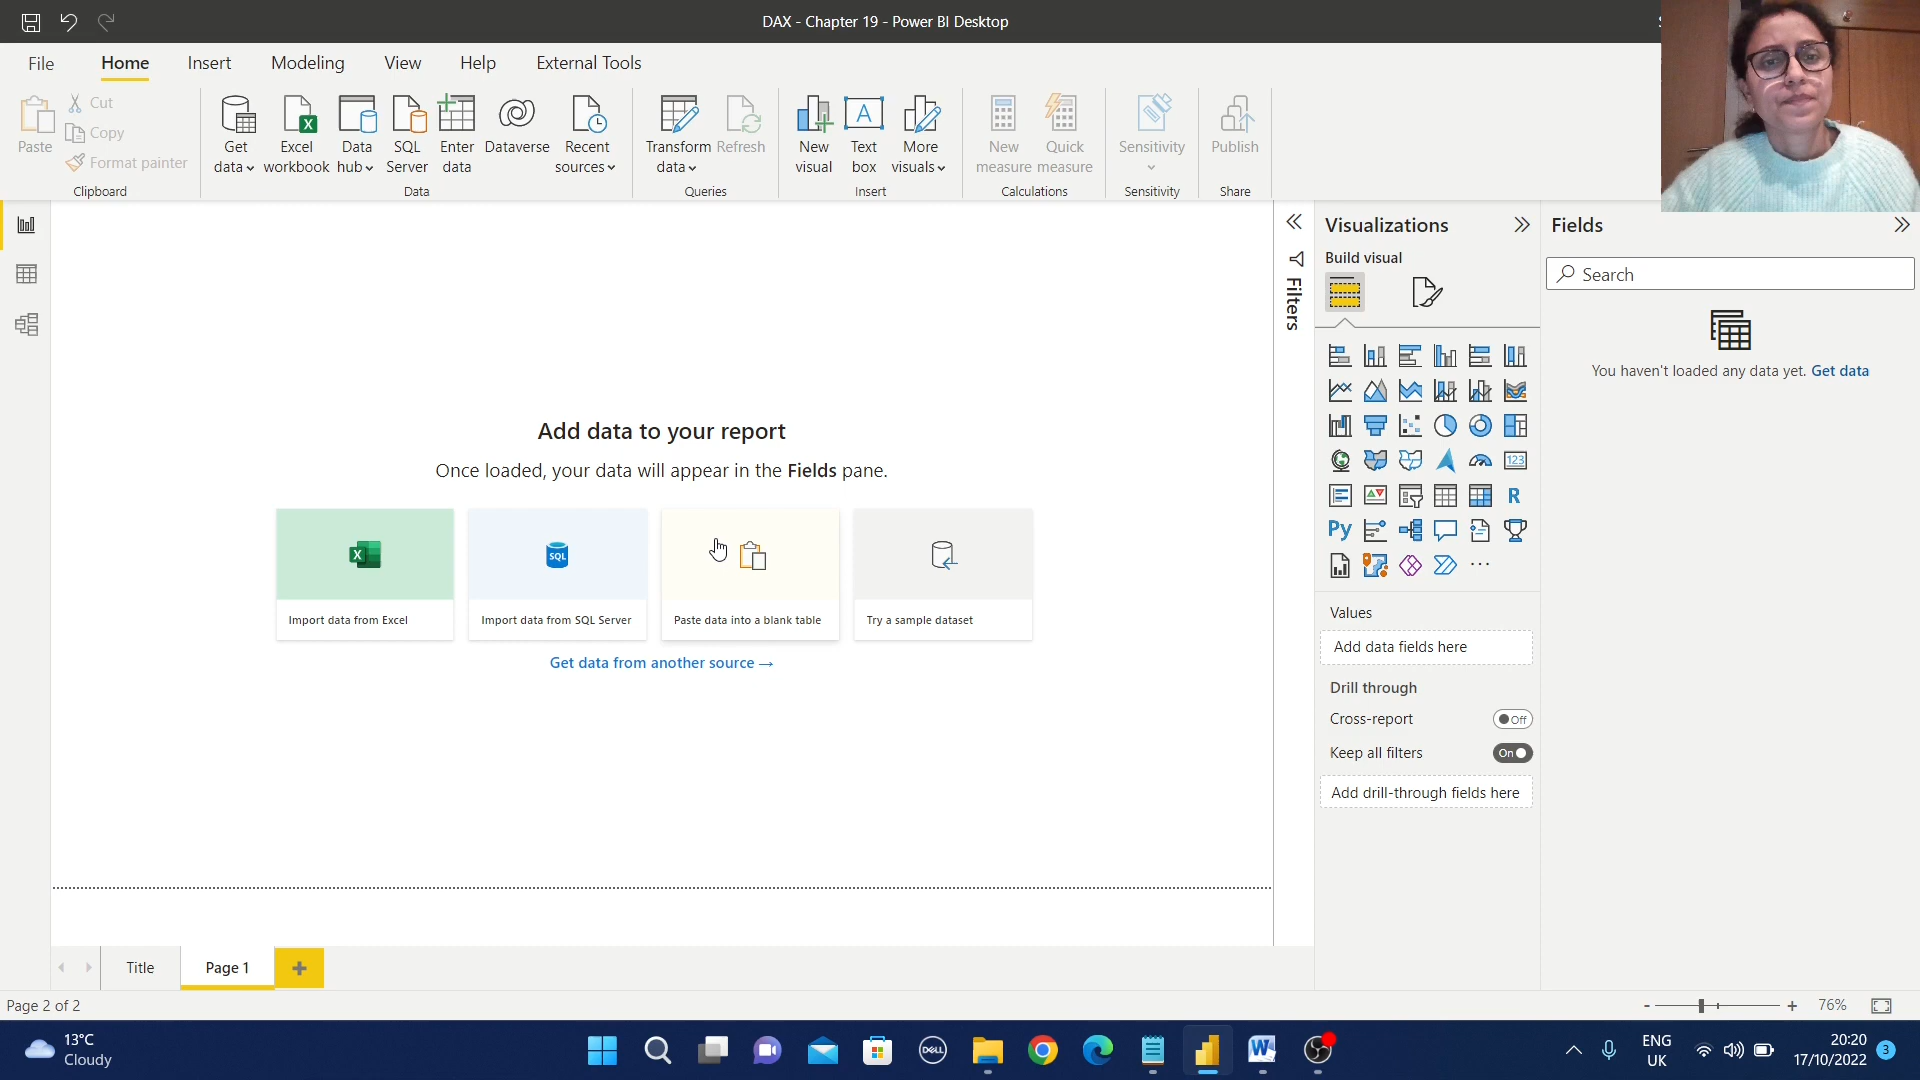 DAX - Chapter 19 - Power BI Desktop
File Home Insert Modeling View Help External Tools
Paste
Cut
Copy
Format painter
Clipboard
Get data
Excel workbook
Data hub
SQL Server
Enter data
Dataverse
Recent sources
Data
Transform data
Refresh
Queries
New visual
Text box
More visuals
Insert
New measure
Quick measure
Calculations
Sensitivity
Sensitivity
Publish
Share
Add data to your report
Once loaded, your data will appear in the Fields pane.
X
SQL
Import data from Excel
Import data from SQL Server
Paste data into a blank table
Try a sample dataset
Get data from another source →
Filters
Visualizations
Build visual
123
R
Py
...
Values
Add data fields here
Drill through
Cross-report Off
Keep all filters On
Add drill-through fields here
Fields
Search
You haven't loaded any data yet. Get data
Title
Page 1
+
Page 2 of 2
- + 76%
13°C
Cloudy
DELL
W
ENG
UK
20:20
17/10/2022
3